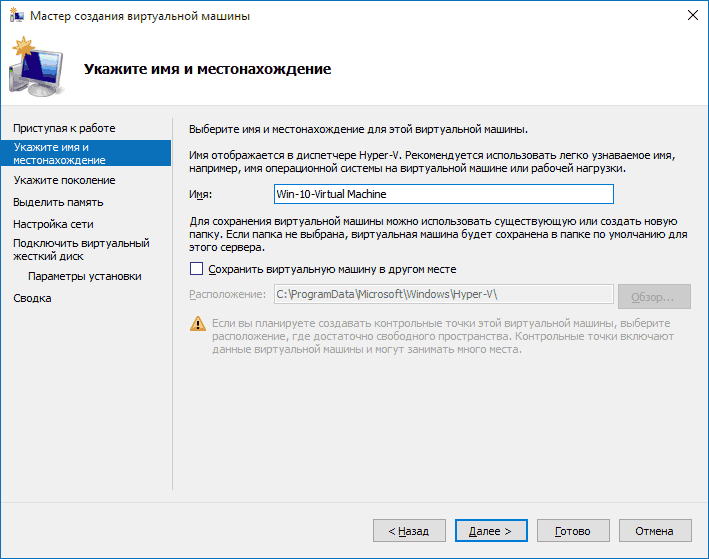 Мастер создания виртуальной машины
Укажите имя и местонахождение
Приступая к работе
Укажите имя и
местонахождение
Укажите поколение
Выделить память
Настройка сети
Подключить виртуальный
жесткий диск
Параметры установки
Сводка
Выберите имя и местонахождение для этой виртуальной машины.
Имя отображается в диспетчере Hyper-V. Рекомендуется использовать легко узнаваемое имя,
например, имя операционной системы на виртуальной машине или рабочей нагрузки.
Имя: Win-10-Virtual Machine
Для сохранения виртуальной машины можно использовать существующую или создать новую
папку. Если папка не выбрана, виртуальная машина будет сохранена в папке по умолчанию для
этого сервера.
Сохранить виртуальную машину в другом месте
Расположение: C:\ProgramData\Microsoft\Windows\Hyper-V\ Обзор...
Если вы планируете создавать контрольные точки этой виртуальной машины, выберите
расположение, где достаточно свободного пространства. Контрольные точки включают
данные виртуальной машины и могут занимать много места.
< Назад Далее > Готово Отмена